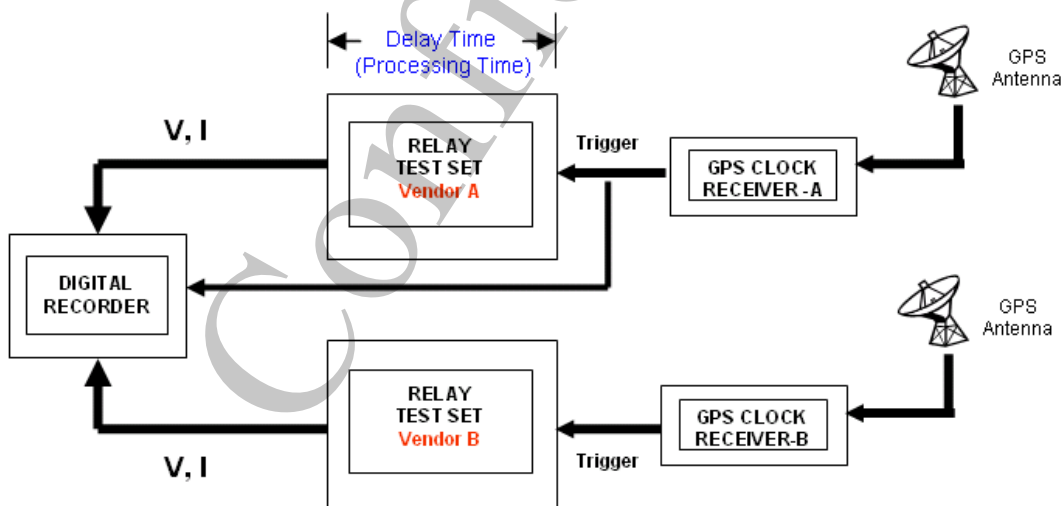 Delay Time
(Processing Time)
GPS
Antenna
V, I
Trigger
RELAY
TEST SET
Vendor A
GPS CLOCK
RECEIVER -A
DIGITAL
RECORDER
GPS
Antenna
RELAY
TEST SET
Vendor B
GPS CLOCK
RECEIVER-B
Trigger
V, I
Confi